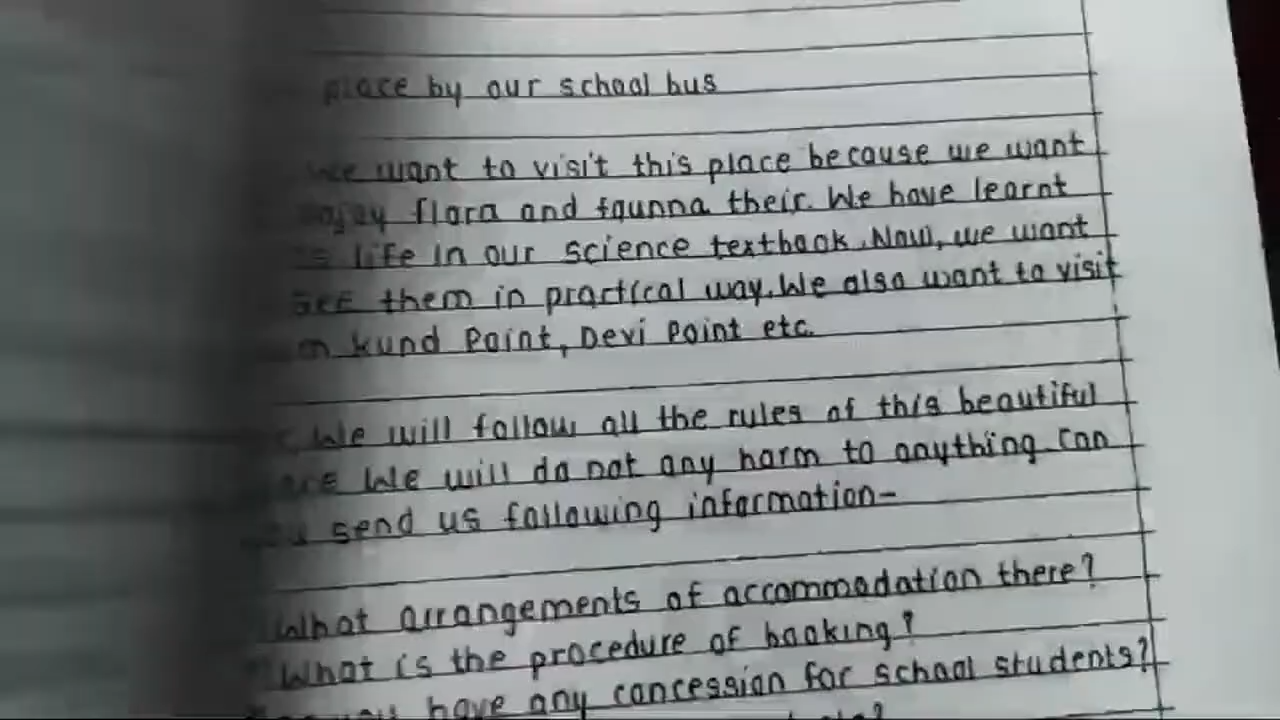 place by our school bus
We want to visit this place because we want
flora and faunna their. We have learnt
life in our science textbook. Now, we want
see them in practical way. We also want to visit
kund Point, Devi Point etc.
We will follow all the rules of this beautiful
We will do not any harm to anything. Can
send us following information-
What arrangements of accommodation there?
What is the procedure of booking?
have any concession for school students?